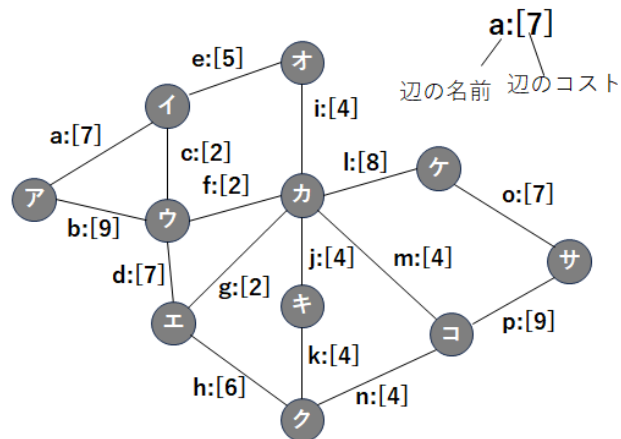 a:[7]
辺の名前
辺のコスト
e:[5]
オ
イ
a:[7]
i:[4]
c:[2]
l:[8]
ケ
f:[2]
カ
ア
o:[7]
b:[9]
ウ
j:[4]
m:[4]
サ
d:[7]
g:[2]
キ
エ
コ
p:[9]
k:[4]
h:[6]
n:[4]
ク